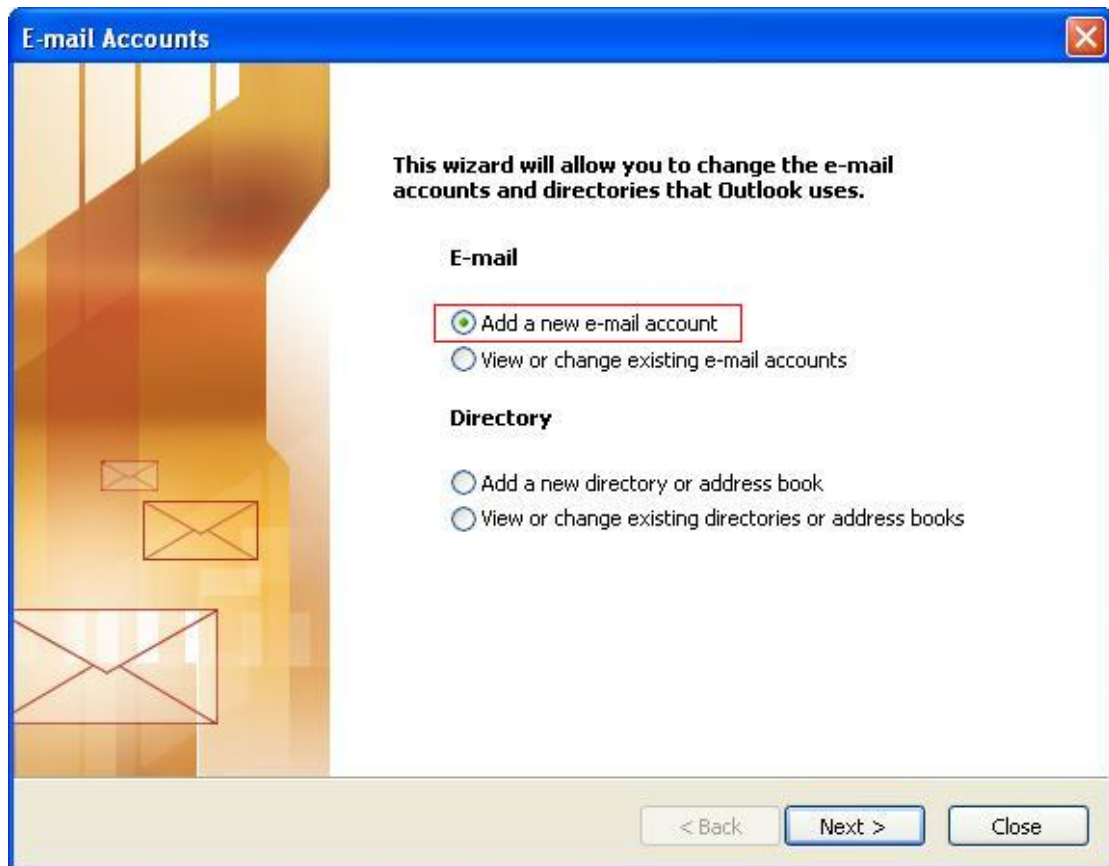 E-mail Accounts
This wizard will allow you to change the e-mail
accounts and directories that Outlook uses.
E-mail
Add a new e-mail account
View or change existing e-mail accounts
Directory
Add a new directory or address book
View or change existing directories or address books
< Back Next > Close